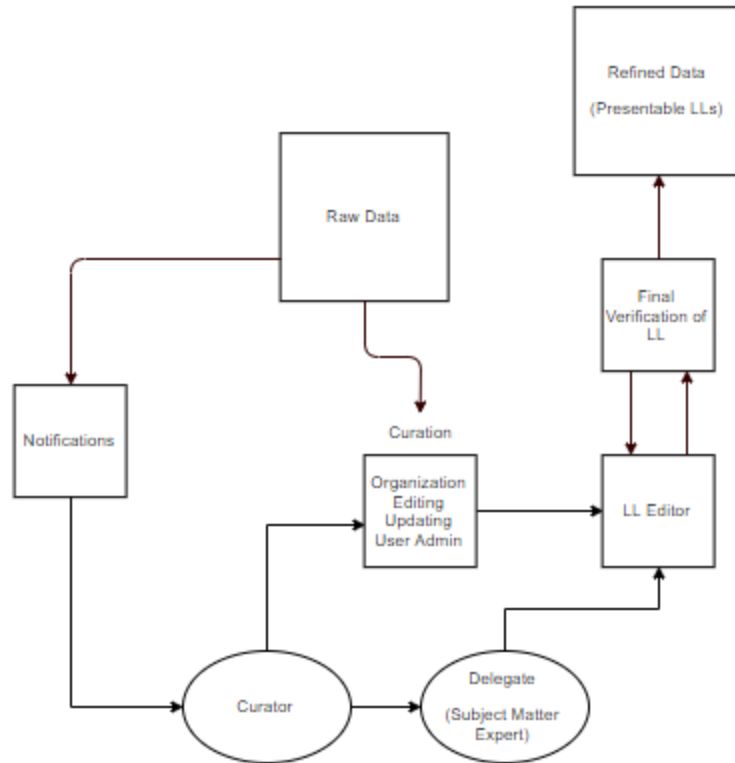 Refined Data
(Presentable LLs)
Raw Data
Final
Verification of
LL
Notifications
Curation
Organization
Editing
Updating
User Admin
LL Editor
Curator
Delegate
(Subject Matter
Expert)